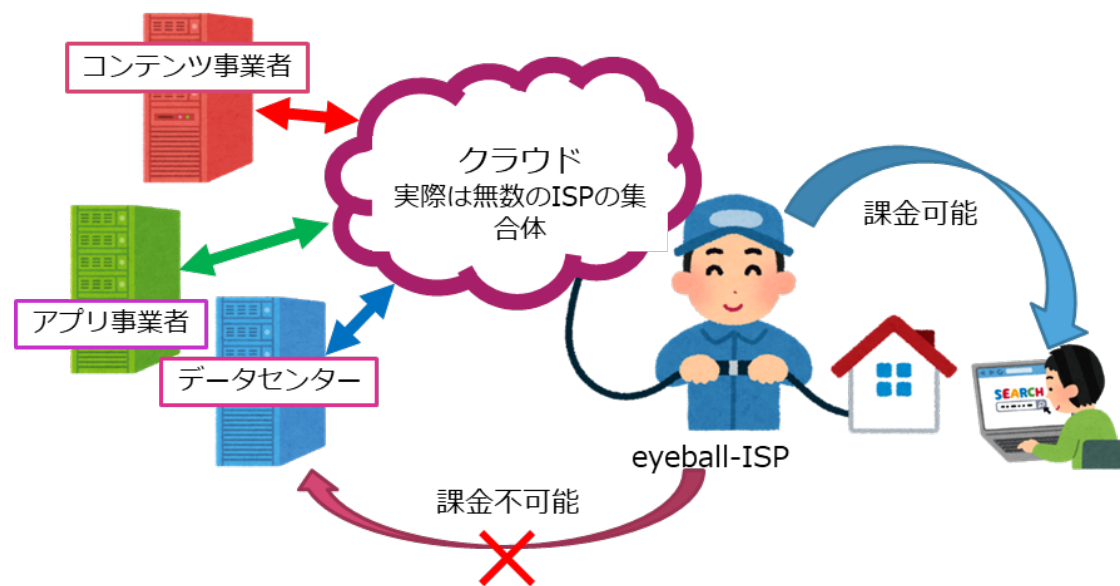 コンテンツ事業者
クラウド
実際は無数のISPの集
合体
課金可能
アプリ事業者
データセンター
SEARCH
eyeball-ISP
課金不可能